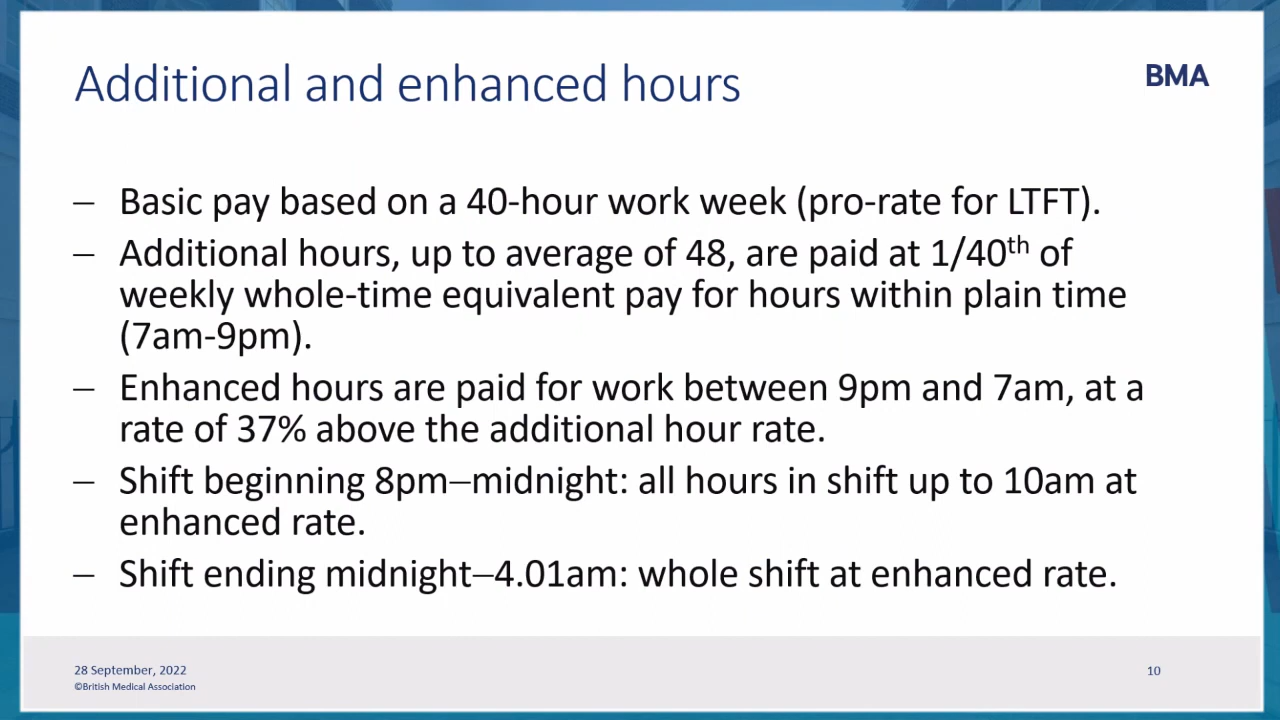 Additional and enhanced hours
BMA
– Basic pay based on a 40-hour work week (pro-rate for LTFT).
– Additional hours, up to average of 48, are paid at 1/40th of
weekly whole-time equivalent pay for hours within plain time
(7am-9pm).
– Enhanced hours are paid for work between 9pm and 7am, at a
rate of 37% above the additional hour rate.
– Shift beginning 8pm–midnight: all hours in shift up to 10am at
enhanced rate.
– Shift ending midnight–4.01am: whole shift at enhanced rate.
28 September, 2022
©British Medical Association
10